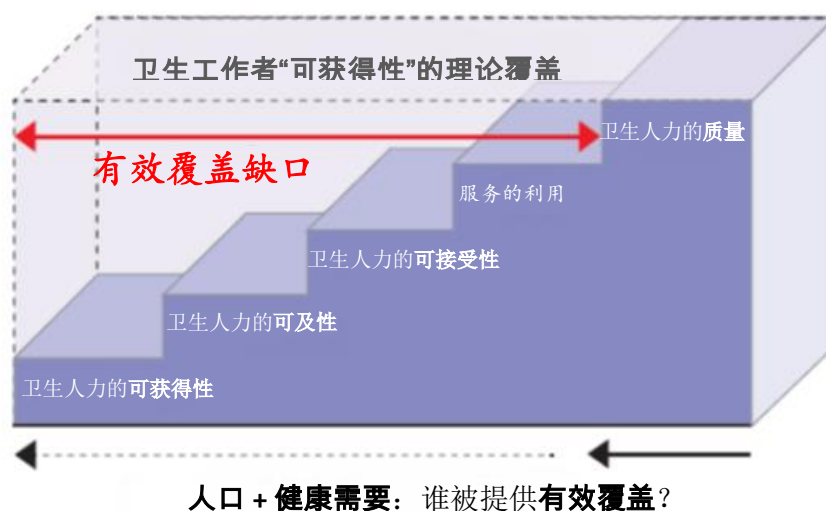 卫生工作者“可获得性”的理论覆盖
卫生人力的质量
有效覆盖缺口
服务的利用
卫生人力的可接受性
卫生人力的可及性
卫生人力的可获得性
人口 + 健康需要：谁被提供有效覆盖？